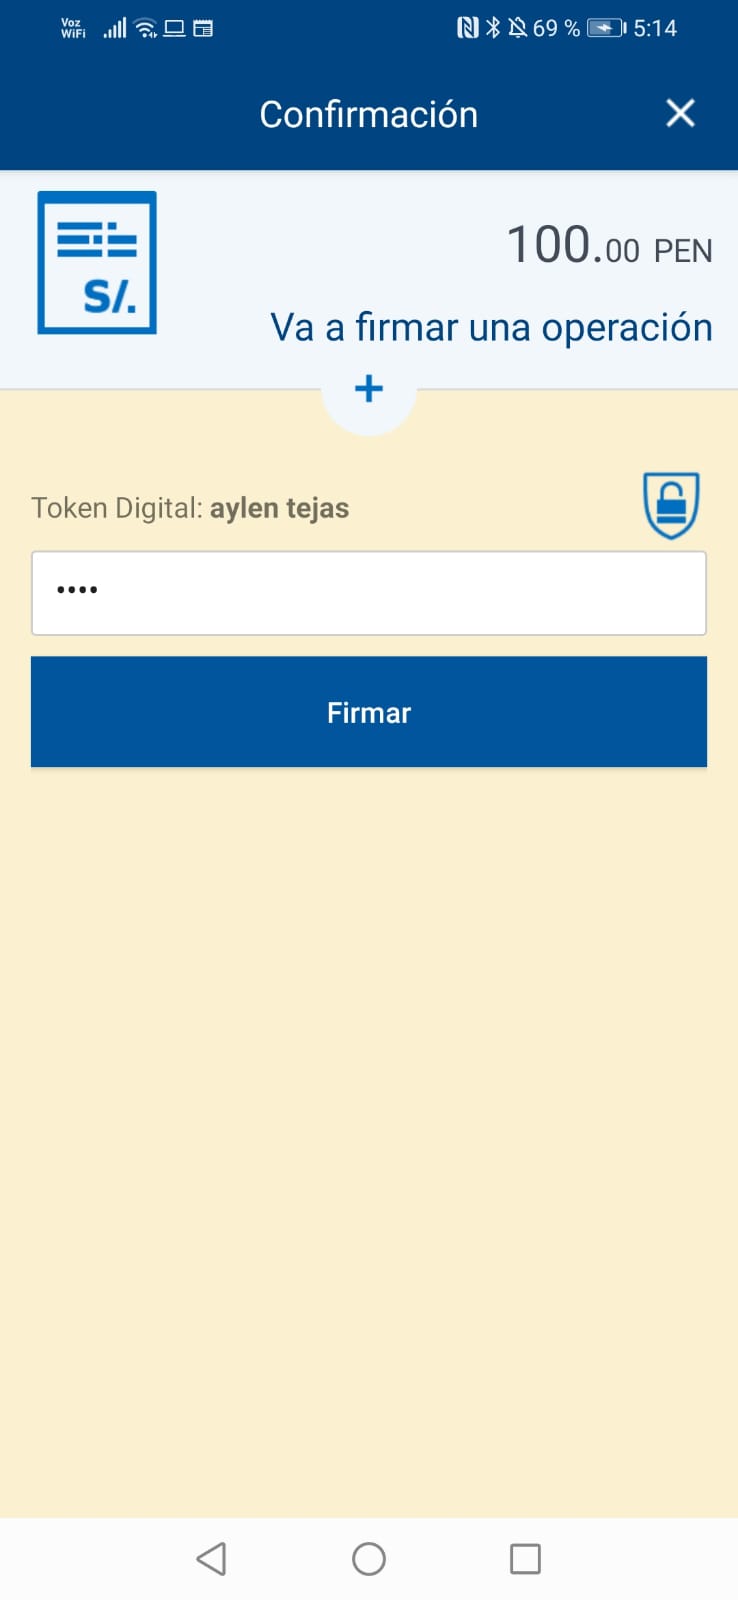 Voz
WiFi
69 %
5:14
Confirmación
S/.
100.00 PEN
Va a firmar una operación
+
Token Digital: aylen tejas
••••
Firmar